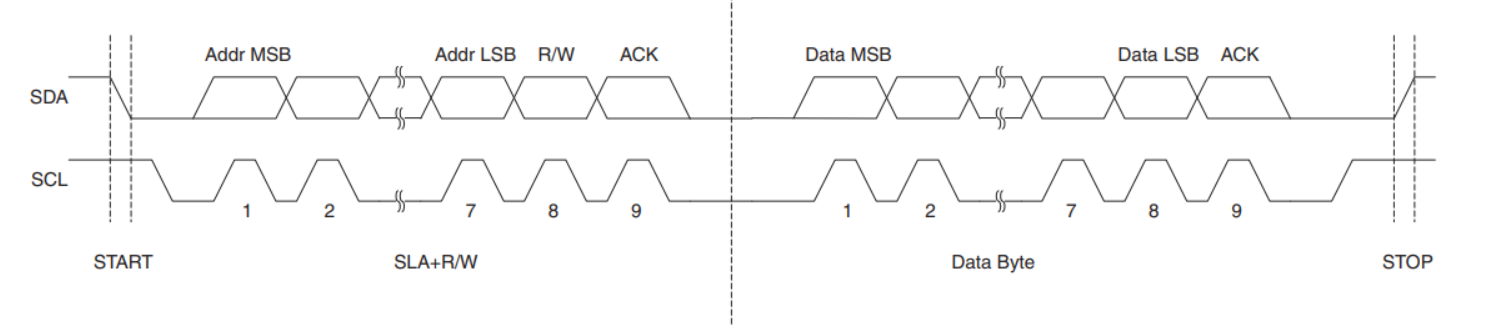 Addr MSB Addr LSB R/W ACK Data MSB Data LSB ACK
SDA
SCL
1 2 7 8 9 1 2 7 8 9
START SLA+R/W Data Byte STOP